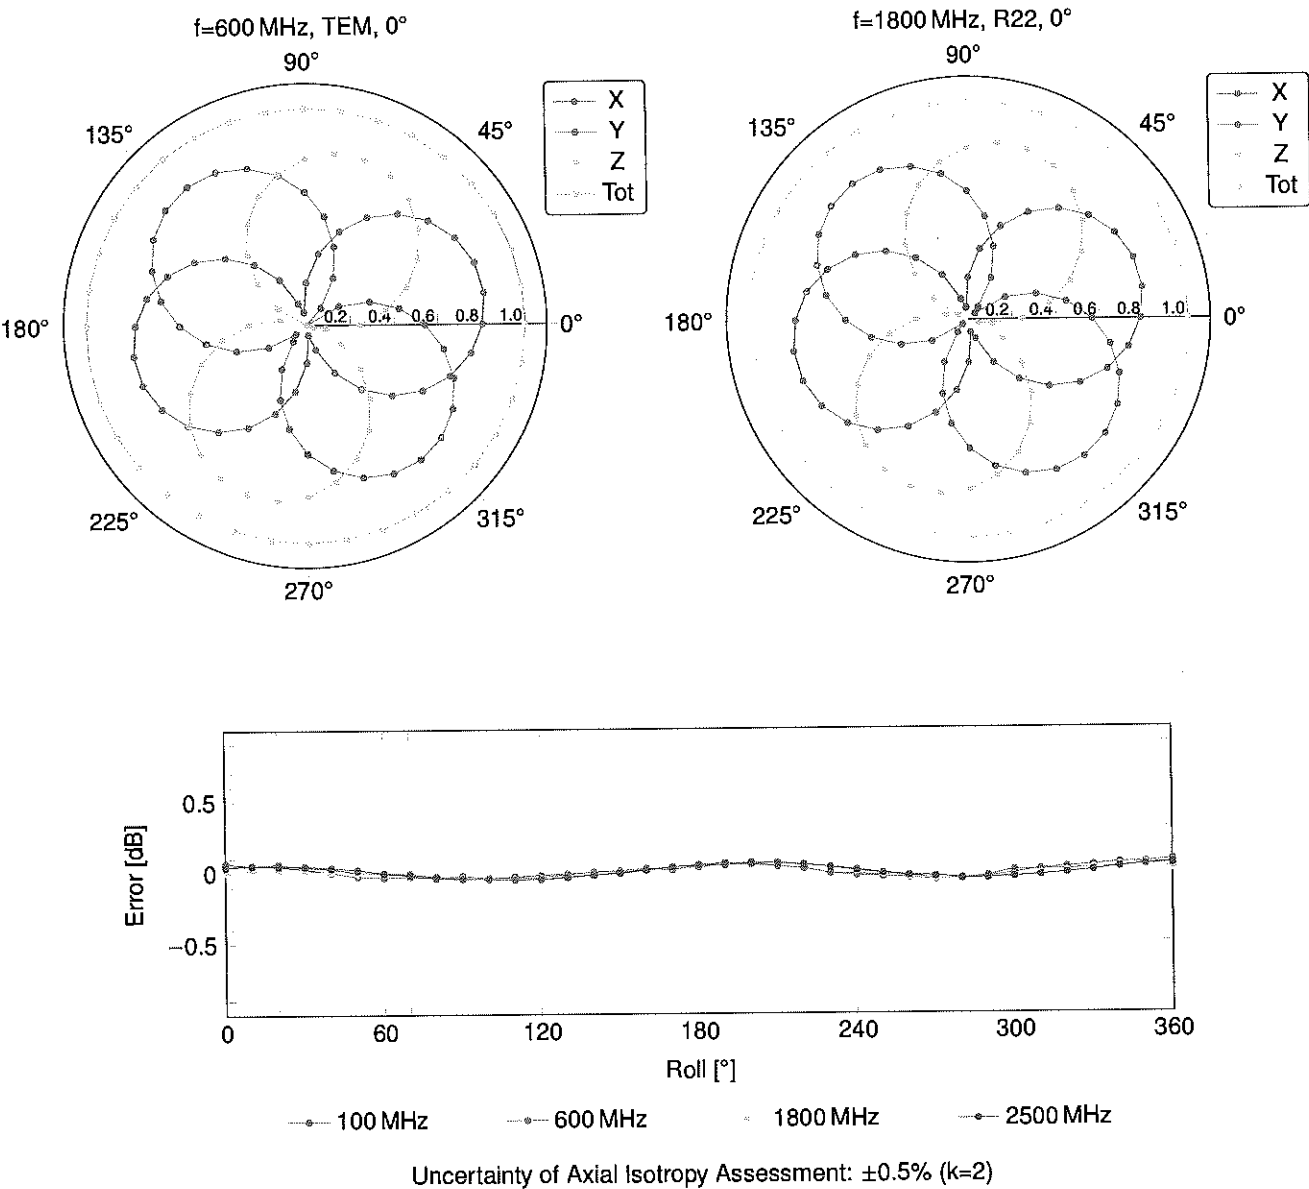 f=600 MHz, TEM, 0°
90°
135°
45°
180°
0.2 0.4 0.6 0.8 1.0
0°
225°
315°
270°
X
Y
Z
Tot
f=1800 MHz, R22, 0°
90°
135°
45°
180°
0.2 0.4 0.6 0.8 1.0
0°
225°
315°
270°
X
Y
Z
Tot
Error [dB]
0.5
0
−0.5
0 60 120 180 240 300 360
Roll [°]
100 MHz 600 MHz 1800 MHz 2500 MHz
Uncertainty of Axial Isotropy Assessment: ±0.5% (k=2)